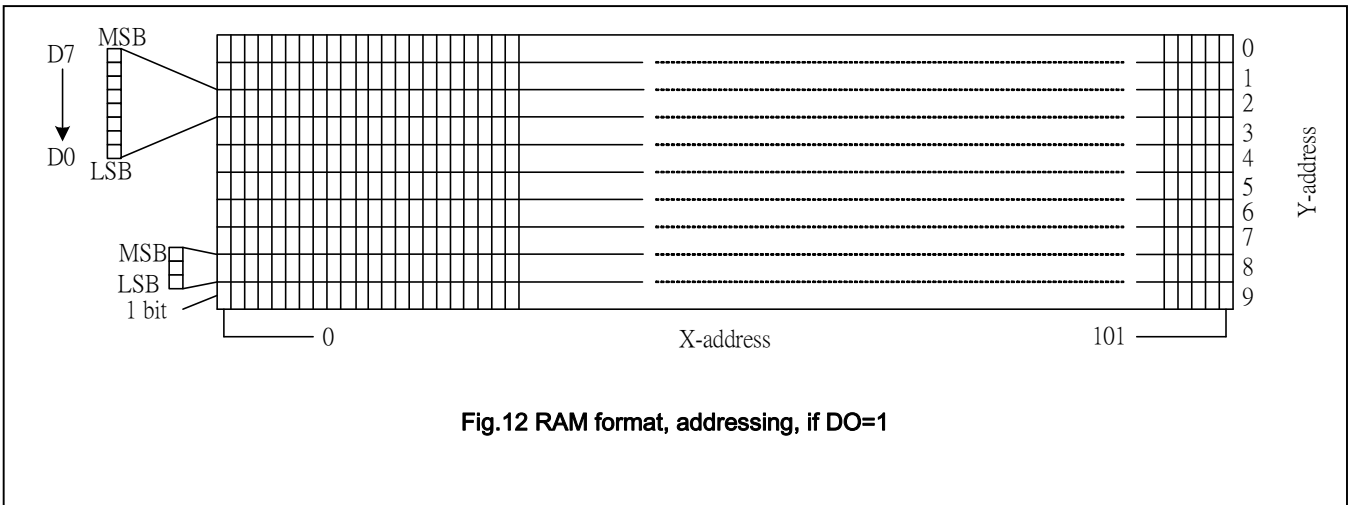 MSB
D7
D0
LSB
MSB
LSB
1 bit
0
1
2
3
4
5
6
7
8
9
Y-address
0
X-address
101
Fig.12 RAM format, addressing, if DO=1